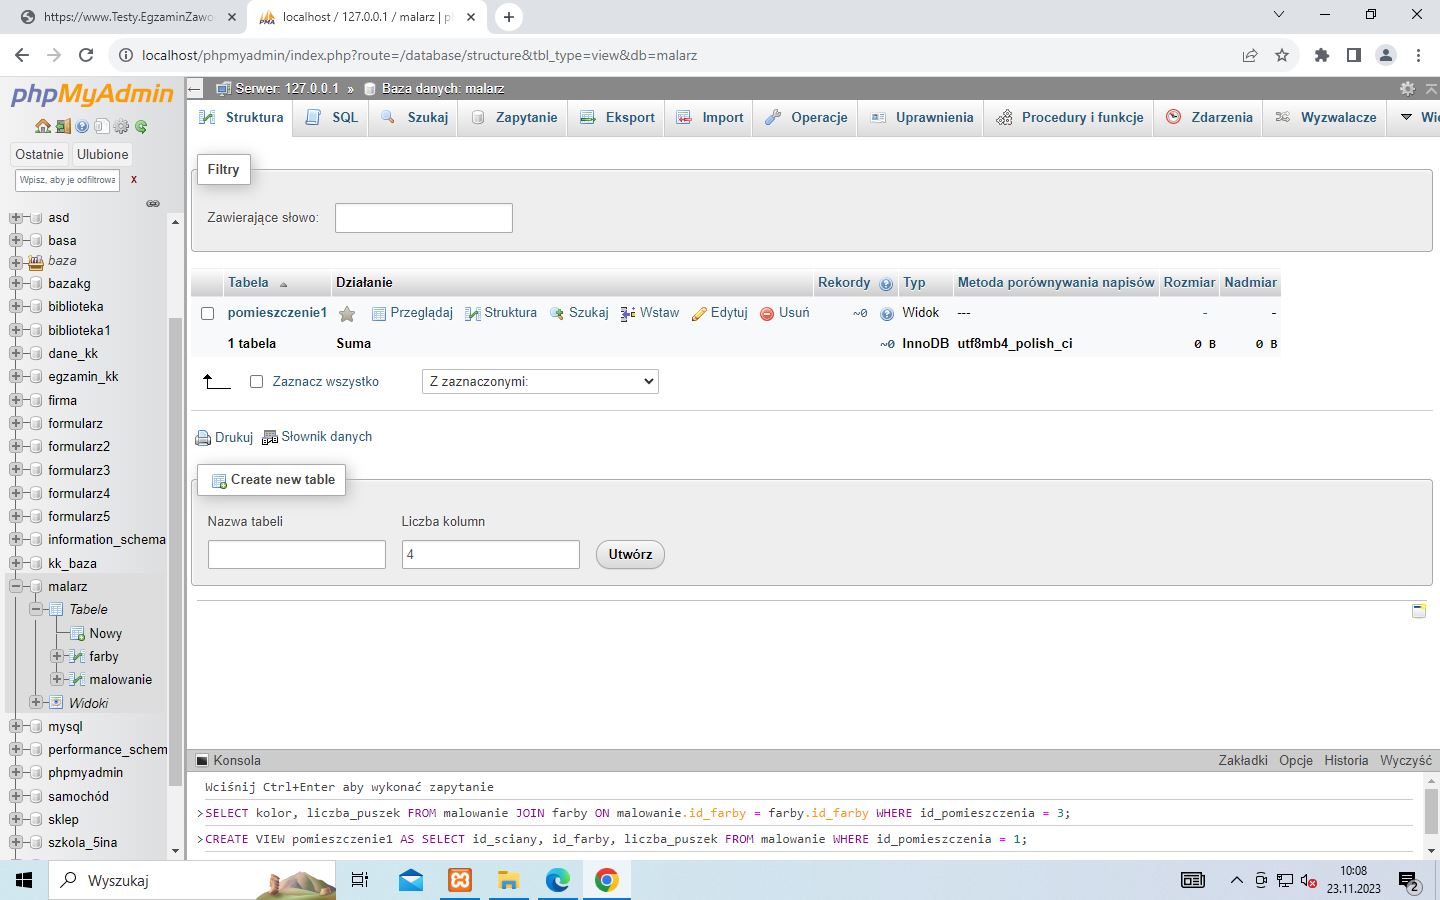 https://www.Testy.EgzaminZawo
localhost / 127.0.0.1 / malarz | ph
localhost/phpmyadmin/index.php?route=/database/structure&tbl_type=view&db=malarz
phpMyAdmin
Ostatnie Ulubione
Wpisz, aby je odfiltrowa X
asd
basa
baza
bazakg
biblioteka
biblioteka1
dane_kk
egzamin_kk
firma
formularz
formularz2
formularz3
formularz4
formularz5
information_schema
kk_baza
malarz
Tabele
Nowy
farby
malowanie
Widoki
mysql
performance_schem
phpmyadmin
samochód
sklep
szkola_5ina
Serwer: 127.0.0.1 » Baza danych: malarz
Struktura SQL Szukaj Zapytanie Eksport Import Operacje Uprawnienia Procedury i funkcje Zdarzenia Wyzwalacze Wię
Filtry
Zawierające słowo:
Tabela Działanie Rekordy Typ Metoda porównywania napisów Rozmiar Nadmiar
pomieszczenie1 Przeglądaj Struktura Szukaj Wstaw Edytuj Usuń ~0 Widok --- - -
1 tabela Suma ~0 InnoDB utf8mb4_polish_ci 0 B 0 B
Zaznacz wszystko Z zaznaczonymi:
Drukuj Słownik danych
Create new table
Nazwa tabeli Liczba kolumn
4 Utwórz
Konsola Zakładki Opcje Historia Wyczyść
Wciśnij Ctrl+Enter aby wykonać zapytanie
>SELECT kolor, liczba_puszek FROM malowanie JOIN farby ON malowanie.id_farby = farby.id_farby WHERE id_pomieszczenia = 3;
>CREATE VIEW pomieszczenie1 AS SELECT id_sciany, id_farby, liczba_puszek FROM malowanie WHERE id_pomieszczenia = 1;
Wyszukaj
10:08
23.11.2023
2